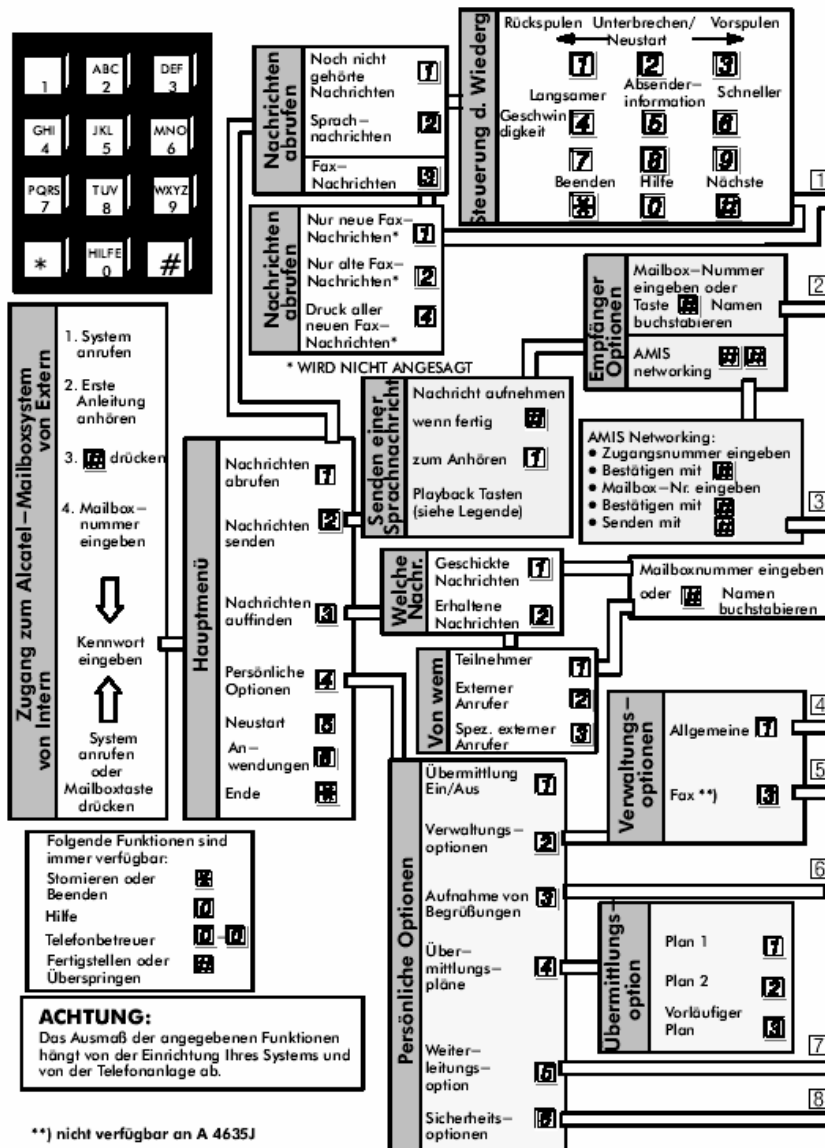 1
ABC
2
DEF
3
GHI
4
JKL
5
MNO
6
PQRS
7
TUV
8
WXYZ
9
*
HILFE
0
#
Nachrichten
abrufen
Noch nicht
gehörte
Nachrichten
1
Sprach–
nachrichten
2
Fax–
Nachrichten
3
Steuerung d. Wiederg
Rückspulen Unterbrechen/ Vorspulen
Neustart
1 2 3
Langsamer Absender– Schneller
information
Geschwin
digkeit
4 5 6
7 8 9
Beenden Hilfe Nächste
* 0 #
1
Nachrichten
abrufen
Nur neue Fax–
Nachrichten* 1
Nur alte Fax–
Nachrichten* 2
Druck aller
neuen Fax–
Nachrichten* 4
* WIRD NICHT ANGESAGT
Empfänger
Optionen
Mailbox–Nummer
eingeben oder
Taste # Namen
buchstabieren
2
AMIS
networking # #
Zugang zum Alcatel–Mailboxsystem
von Intern von Extern
1. System
anrufen
2. Erste
Anleitung
anhören
3. # drücken
4. Mailbox–
nummer
eingeben
Kennwort
eingeben
System
anrufen
oder
Mailboxtaste
drücken
Hauptmenü
Nachrichten
abrufen 1
Nachrichten
senden 2
Nachrichten
auffinden 3
Persönliche
Optionen 4
Neustart 5
An–
wendungen 6
Ende *
Senden einer
Sprachnachricht
Nachricht aufnehmen
wenn fertig #
zum Anhören 1
Playback Tasten
(siehe Legende)
AMIS Networking:
• Zugangsnummer eingeben
• Bestätigen mit #
• Mailbox–Nr. eingeben
• Bestätigen mit #
• Senden mit #
3
Welche
Nachr.
Geschickte
Nachrichten 1
Erhaltene
Nachrichten 2
Mailboxnummer eingeben
oder # Namen
buchstabieren
Von wem
Teilnehmer 1
Externer
Anrufer 2
Spez. externer
Anrufer 3
Verwaltungs–
optionen
Allgemeine 1
4
Fax **) 3
5
Persönliche Optionen
Übermittlung
Ein/Aus 1
Verwaltungs–
optionen 2
Aufnahme von
Begrüßungen 3
6
Über–
mittlungs–
pläne 4
Weiter–
leitungs–
option 5
7
Sicherheits–
optionen 6
8
Übermittlungs–
option
Plan 1 1
Plan 2 2
Vorläufiger
Plan 3
Folgende Funktionen sind
immer verfügbar:
Stornieren oder
Beenden *
Hilfe 0
Telefonbetreuer 0–0
Fertigstellen oder
Überspringen #
ACHTUNG:
Das Ausmaß der angegebenen Funktionen
hängt von der Einrichtung Ihres Systems und
von der Telefonanlage ab.
**) nicht verfügbar an A 4635J